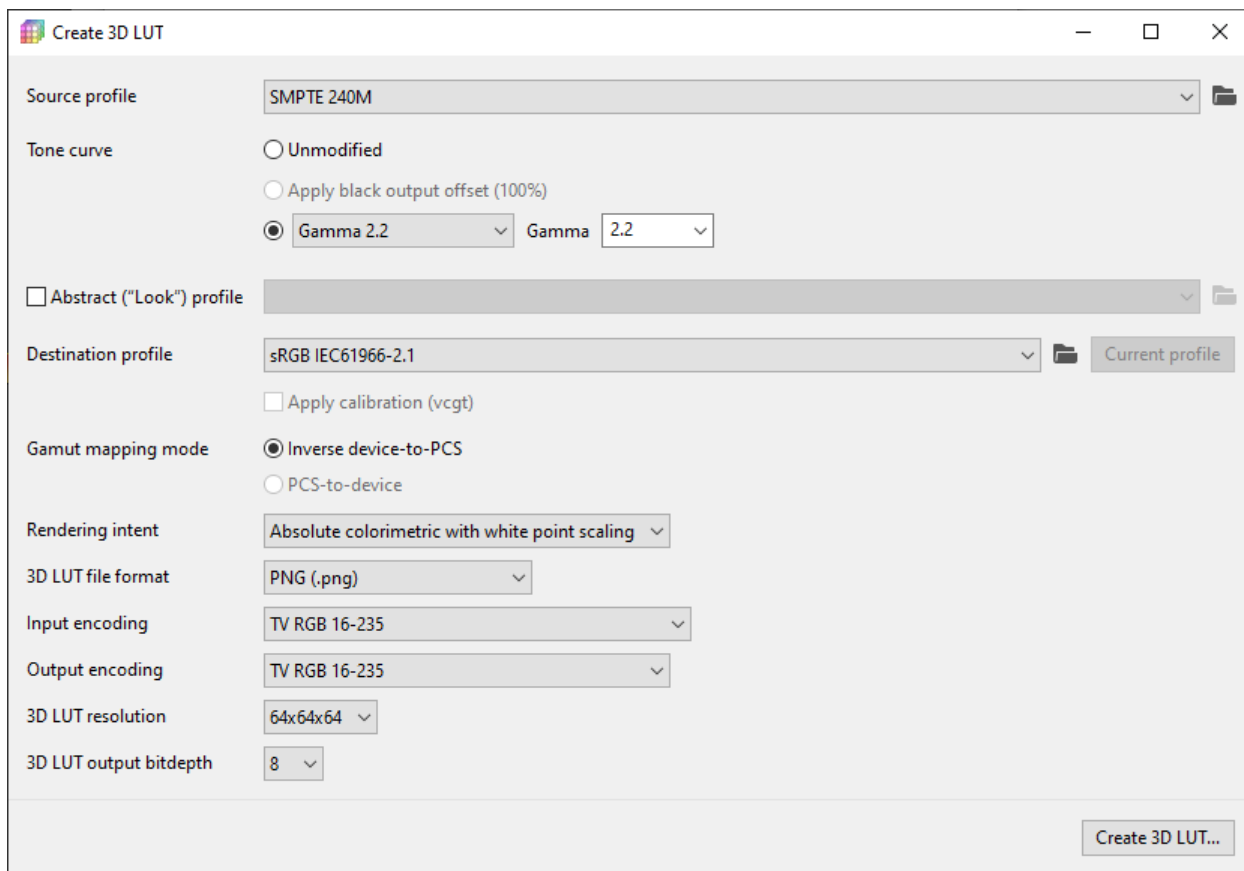 Create 3D LUT
Source profile SMPTE 240M
Tone curve Unmodified
Apply black output offset (100%)
Gamma 2.2 Gamma 2.2
Abstract (“Look”) profile
Destination profile sRGB IEC61966-2.1 Current profile
Apply calibration (vcgt)
Gamut mapping mode Inverse device-to-PCS
PCS-to-device
Rendering intent Absolute colorimetric with white point scaling
3D LUT file format PNG (.png)
Input encoding TV RGB 16-235
Output encoding TV RGB 16-235
3D LUT resolution 64x64x64
3D LUT output bitdepth 8
Create 3D LUT...